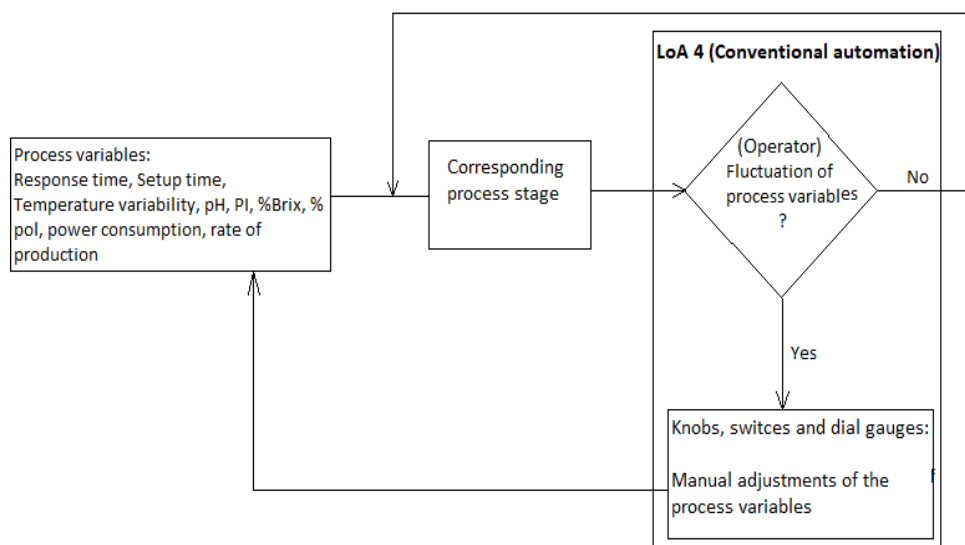 LoA 4 (Conventional automation)
Process variables:
Response time, Setup time,
Temperature variability, pH, PI, %Brix, %
pol, power consumption, rate of
production
Corresponding
process stage
(Operator)
Fluctuation of
process variables
?
No
Yes
Knobs, switces and dial gauges:
Manual adjustments of the
process variables
f